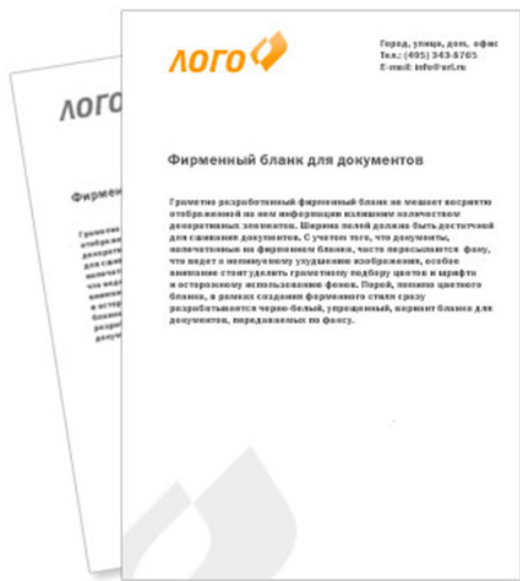 ЛОГО
Город, улица, дом, офис
Тел.: (495) 343-8765
E-mail: info@url.ru
Фирменный бланк для документов
Грамотно разработанный фирменный бланк не мешает восприятию
отображенной на нем информации излишним количеством
декоративных элементов. Ширина полей должна быть достаточной
для сшивания документов. С учетом того, что документы,
напечатанные на фирменном бланке, часто пересылаются факу,
что ведет к неминуемому ухудшению изображения, особое
внимание стоит уделить грамотному подбору цветов и шрифта
и осторожному использованию фонов. Порой, помимо цветного
бланка, в рамках создания фирменного стиля сразу
разрабатывается черно-белый, упрощенный, вариант бланка для
документов, передаваемых по факсу.
ЛОГО
Фирмен